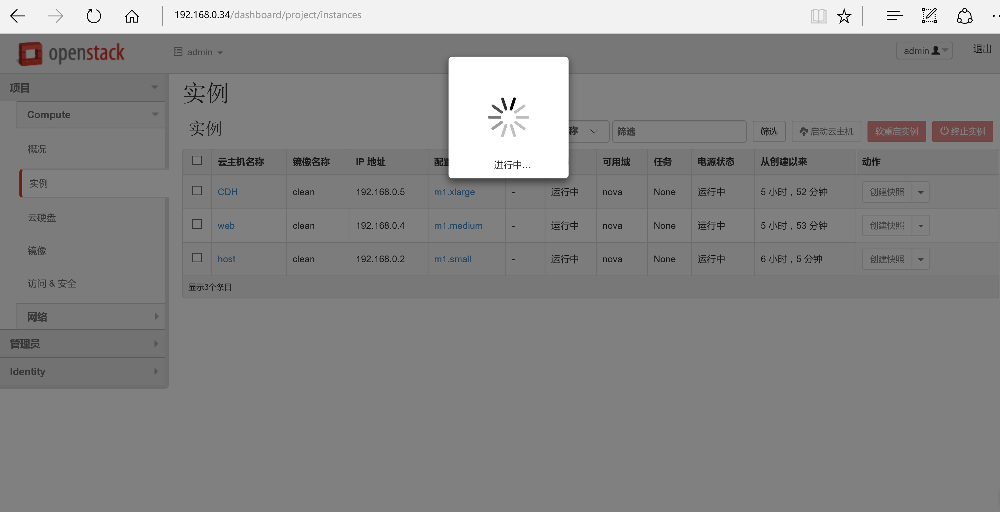 192.168.0.34/dashboard/project/instances
openstack
admin
admin
退出
项目
Compute
概况
实例
云硬盘
镜像
访问 & 安全
网络
管理员
Identity
实例
实例
称
筛选
筛选
启动云主机
软重启实例
终止实例
进行中…
云主机名称 镜像名称 IP 地址 配置 可用域 任务 电源状态 从创建以来 动作
CDH clean 192.168.0.5 m1.xlarge - 运行中 nova None 运行中 5 小时，52 分钟 创建快照
web clean 192.168.0.4 m1.medium - 运行中 nova None 运行中 5 小时，53 分钟 创建快照
host clean 192.168.0.2 m1.small - 运行中 nova None 运行中 6 小时，5 分钟 创建快照
显示3个条目